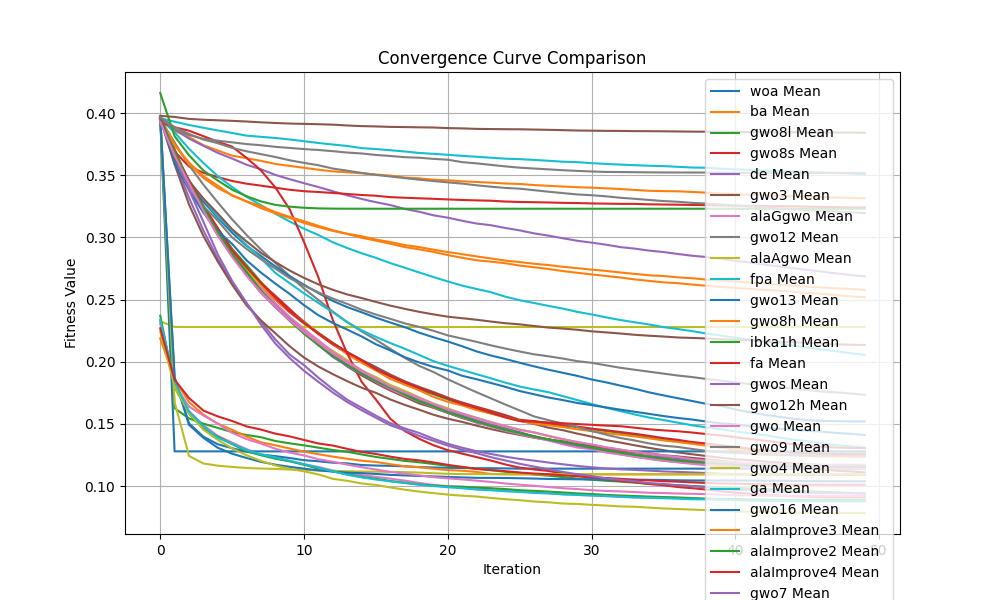 Convergence Curve Comparison
Fitness Value
0.40
0.35
0.30
0.25
0.20
0.15
0.10
0
10
20
30
40
50
Iteration
woa Mean
ba Mean
gwo8l Mean
gwo8s Mean
de Mean
gwo3 Mean
alaGgwo Mean
gwo12 Mean
alaAgwo Mean
fpa Mean
gwo13 Mean
gwo8h Mean
ibka1h Mean
fa Mean
gwos Mean
gwo12h Mean
gwo Mean
gwo9 Mean
gwo4 Mean
ga Mean
gwo16 Mean
alaImprove3 Mean
alaImprove2 Mean
alaImprove4 Mean
gwo7 Mean